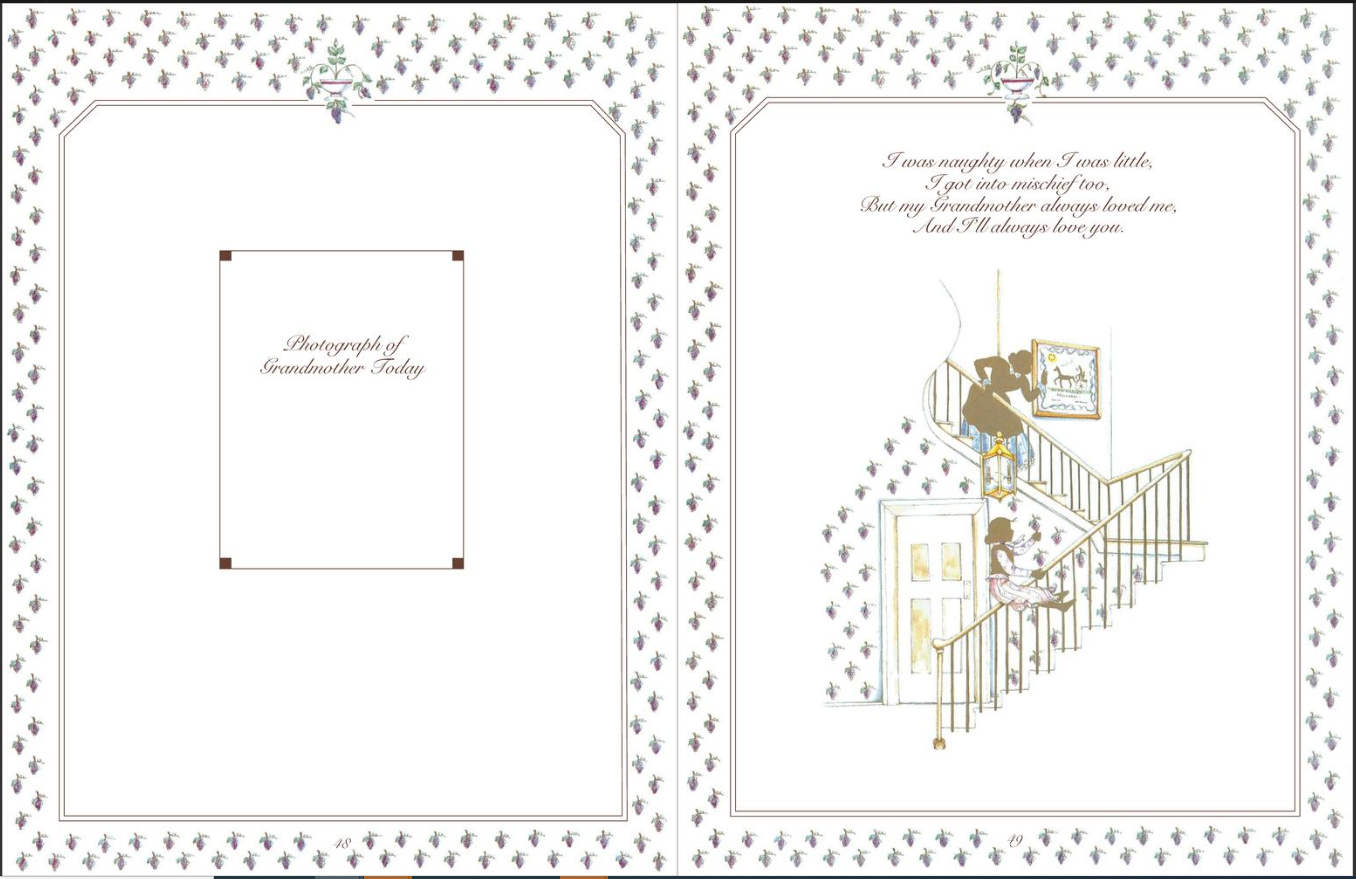 Photograph of
Grandmother Today
48
I was naughty when I was little,
I got into mischief too,
But my Grandmother always loved me,
And I'll always love you.
49